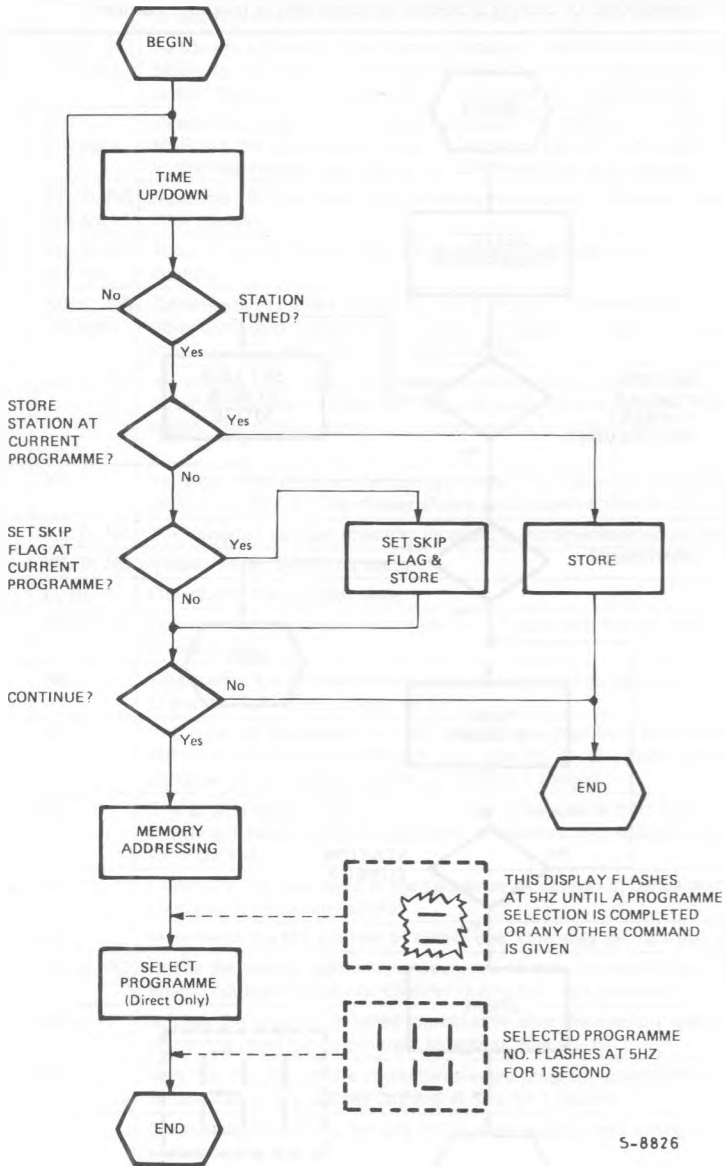 BEGIN
TIME
UP/DOWN
No
STATION
TUNED?
Yes
STORE
STATION AT
CURRENT
PROGRAMME?
Yes
No
SET SKIP
FLAG AT
CURRENT
PROGRAMME?
Yes
No
SET SKIP
FLAG &
STORE
STORE
CONTINUE?
No
Yes
END
MEMORY
ADDRESSING
THIS DISPLAY FLASHES
AT 5HZ UNTIL A PROGRAMME
SELECTION IS COMPLETED
OR ANY OTHER COMMAND
IS GIVEN
SELECT
PROGRAMME
(Direct Only)
SELECTED PROGRAMME
NO. FLASHES AT 5HZ
FOR 1 SECOND
END
S-8826